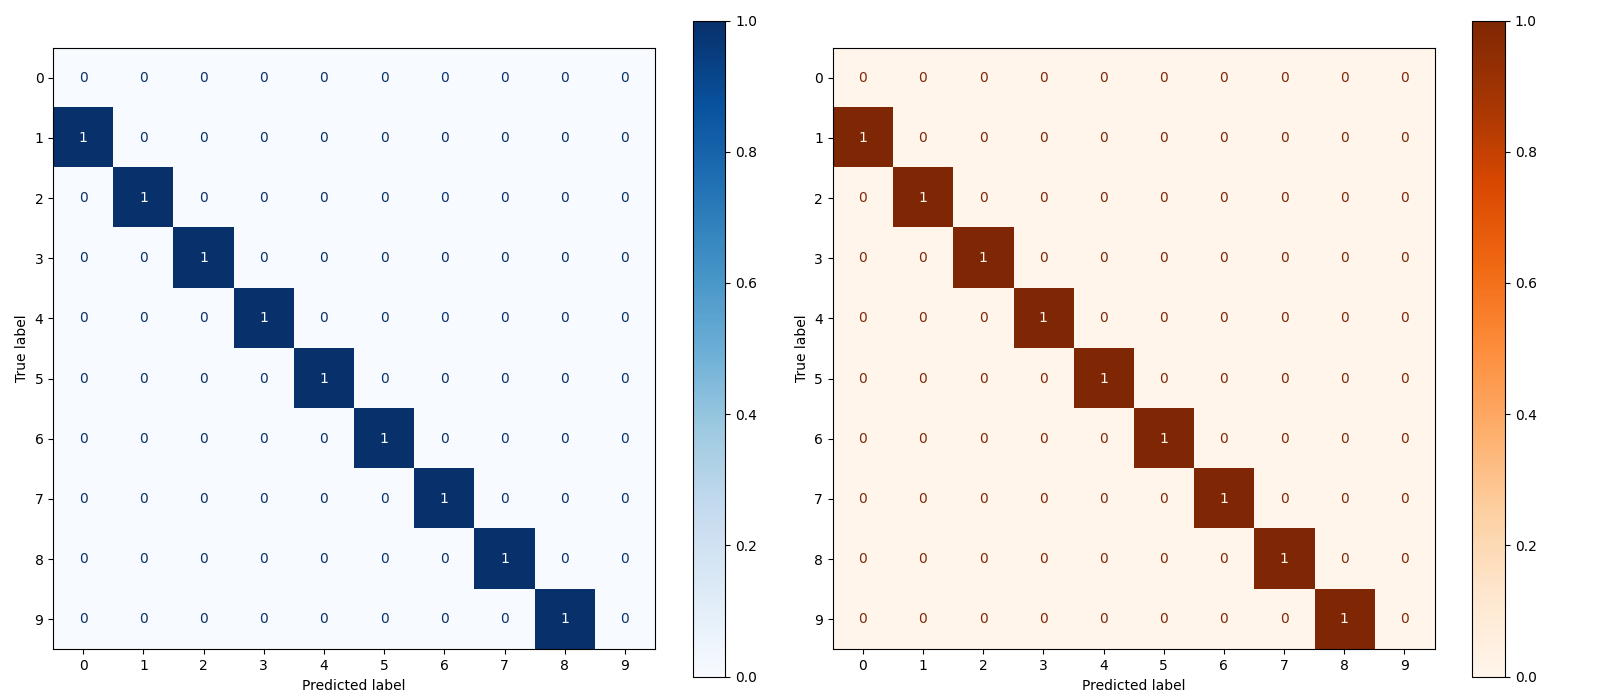 1.0
0 0 0 0 0 0 0 0 0 0 0
1 1 0 0 0 0 0 0 0 0 0
0.8
2 0 1 0 0 0 0 0 0 0 0
3 0 0 1 0 0 0 0 0 0 0
0.6
4 0 0 0 1 0 0 0 0 0 0
True label
5 0 0 0 0 1 0 0 0 0 0
0.4
6 0 0 0 0 0 1 0 0 0 0
7 0 0 0 0 0 0 1 0 0 0
0.2
8 0 0 0 0 0 0 0 1 0 0
9 0 0 0 0 0 0 0 0 1 0
0 1 2 3 4 5 6 7 8 9
0.0
Predicted label
1.0
0 0 0 0 0 0 0 0 0 0 0
1 1 0 0 0 0 0 0 0 0 0
0.8
2 0 1 0 0 0 0 0 0 0 0
3 0 0 1 0 0 0 0 0 0 0
0.6
4 0 0 0 1 0 0 0 0 0 0
True label
5 0 0 0 0 1 0 0 0 0 0
0.4
6 0 0 0 0 0 1 0 0 0 0
7 0 0 0 0 0 0 1 0 0 0
0.2
8 0 0 0 0 0 0 0 1 0 0
9 0 0 0 0 0 0 0 0 1 0
0 1 2 3 4 5 6 7 8 9
0.0
Predicted label